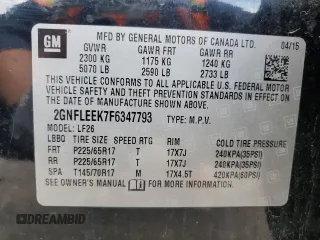 GM
MFD BY GENERAL MOTORS OF CANADA LTD.
04/15
GVWR GAWR FRT GAWR RR
2300 KG 1175 KG 1240 KG
5070 LB 2590 LB 2733 LB
THIS VEHICLE CONFORMS TO ALL APPLICABLE U.S. FEDERAL MOTOR
VEHICLE SAFETY AND THEFT PREVENTION STANDARDS IN EFFECT ON THE
DATE OF MANUFACTURE SHOWN ABOVE.
2GNFLEEK7F6347793 TYPE: M.P.V.
MODEL: LF26
LBBQ TIRE SIZE SPEED RTG RIM COLD TIRE PRESSURE
FRT P225/65R17 T 17X7J 240KPA(35PSI)
RR P225/65R17 T 17X7J 240KPA(35PSI)
SPA T145/70R17 M 17X4.5T 420KPA(60PSI)
SEE OWNER'S MANUAL FOR ADDITIONAL INFORMATION.
DREAMBID